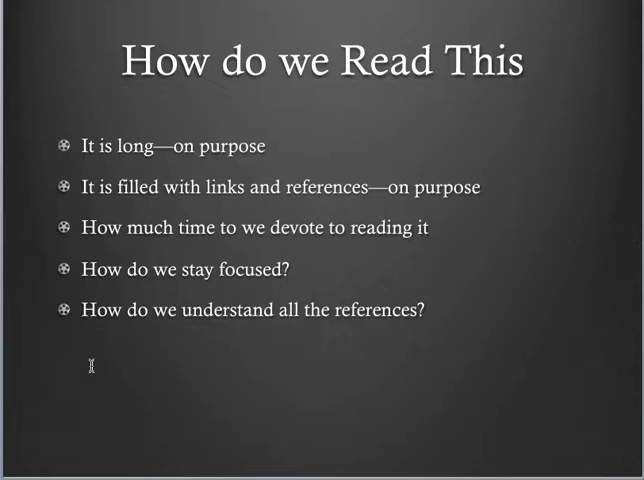 How do we Read This
It is long—on purpose
It is filled with links and references—on purpose
How much time to we devote to reading it
How do we stay focused?
How do we understand all the references?